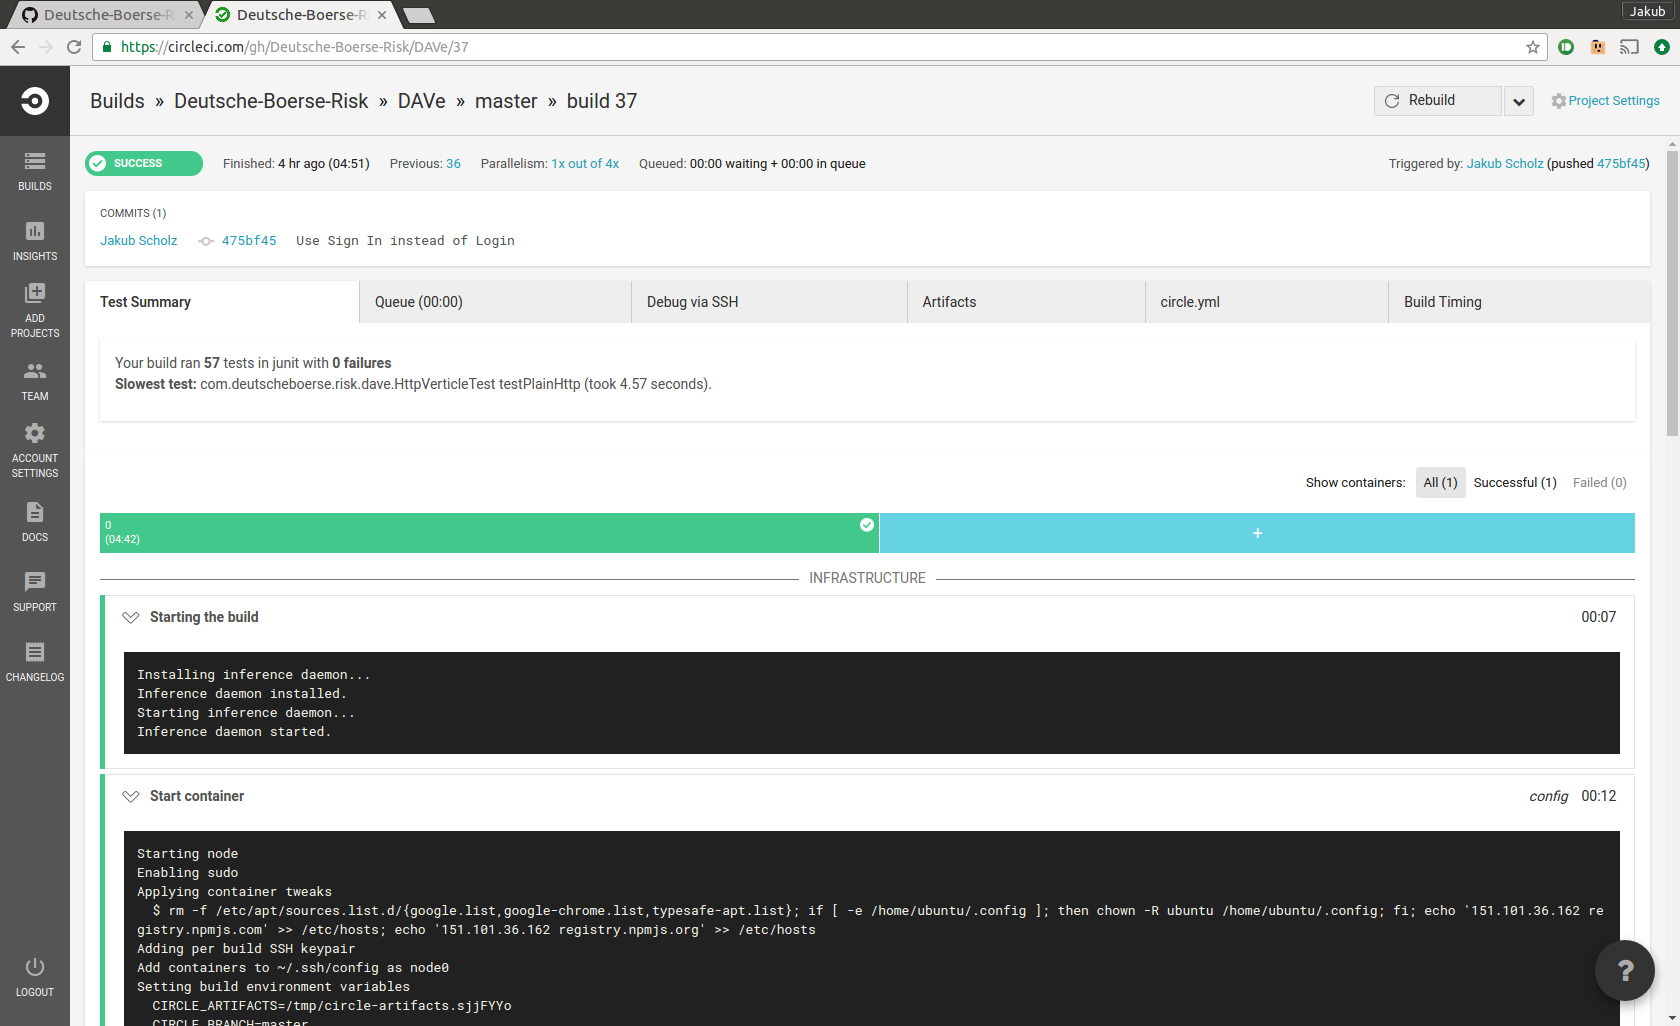 Deutsche-Boerse-R
Deutsche-Boerse-R
Jakub
https://circleci.com/gh/Deutsche-Boerse-Risk/DAVe/37
Builds » Deutsche-Boerse-Risk » DAVe » master » build 37
Rebuild
Project Settings
SUCCESS
Finished: 4 hr ago (04:51) Previous: 36 Parallelism: 1x out of 4x Queued: 00:00 waiting + 00:00 in queue
Triggered by: Jakub Scholz (pushed 475bf45)
BUILDS
INSIGHTS
ADD
PROJECTS
TEAM
ACCOUNT
SETTINGS
DOCS
SUPPORT
CHANGELOG
LOGOUT
COMMITS (1)
Jakub Scholz 475bf45 Use Sign In instead of Login
Test Summary Queue (00:00) Debug via SSH Artifacts circle.yml Build Timing
Your build ran 57 tests in junit with 0 failures
Slowest test: com.deutscheboerse.risk.dave.HttpVerticleTest testPlainHttp (took 4.57 seconds).
Show containers: All (1) Successful (1) Failed (0)
0
(04:42)
+
INFRASTRUCTURE
Starting the build 00:07
Installing inference daemon...
Inference daemon installed.
Starting inference daemon...
Inference daemon started.
Start container config 00:12
Starting node
Enabling sudo
Applying container tweaks
$ rm -f /etc/apt/sources.list.d/{google.list,google-chrome.list,typesafe-apt.list}; if [ -e /home/ubuntu/.config ]; then chown -R ubuntu /home/ubuntu/.config; fi; echo '151.101.36.162 re
gistry.npmjs.com' >> /etc/hosts; echo '151.101.36.162 registry.npmjs.org' >> /etc/hosts
Adding per build SSH keypair
Add containers to ~/.ssh/config as node0
Setting build environment variables
CIRCLE_ARTIFACTS=/tmp/circle-artifacts.sjjFYYo
CIRCLE_BRANCH=master
?